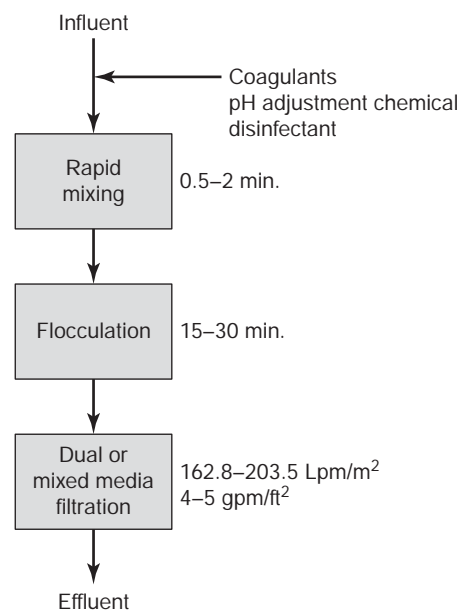 Influent
Coagulants
pH adjustment chemical
disinfectant
Rapid
mixing
0.5–2 min.
Flocculation
15–30 min.
Dual or
mixed media
filtration
162.8–203.5 Lpm/m²
4–5 gpm/ft²
Effluent